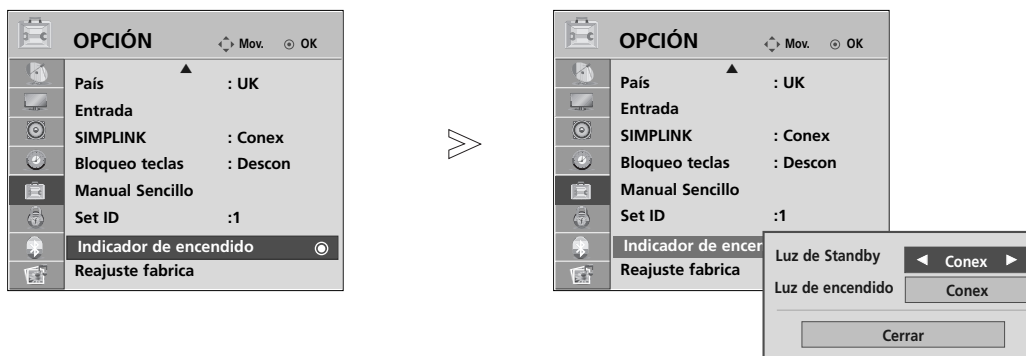 OPCIÓN Mov. OK
País : UK
Entrada
SIMPLINK : Conex
Bloqueo teclas : Descon
Manual Sencillo
Set ID :1
Indicador de encendido
Reajuste fabrica
OPCIÓN Mov. OK
País : UK
Entrada
SIMPLINK : Conex
Bloqueo teclas : Descon
Manual Sencillo
Set ID :1
Indicador de encer
Reajuste fabrica
Luz de Standby Conex
Luz de encendido Conex
Cerrar